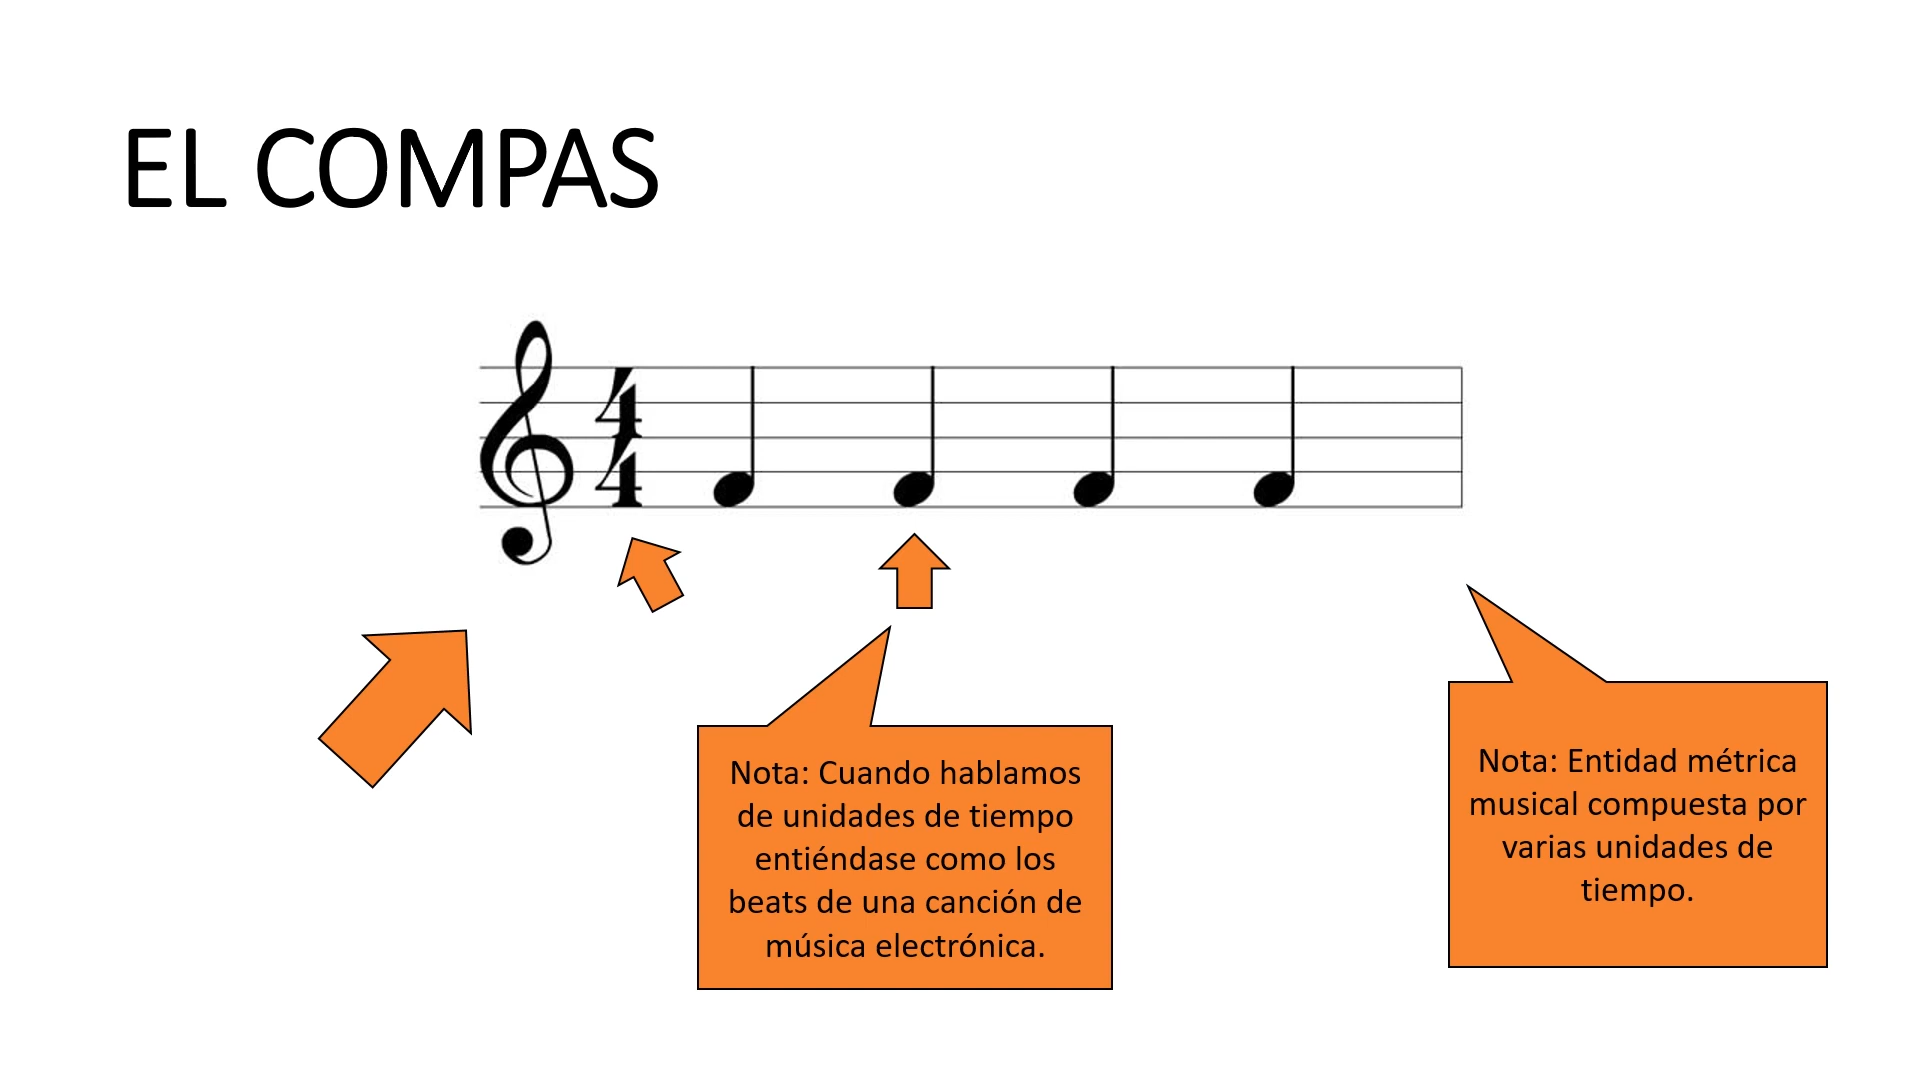 EL COMPAS
4
4
Nota: Cuando hablamos
de unidades de tiempo
entiéndase como los
beats de una canción de
música electrónica.
Nota: Entidad métrica
musical compuesta por
varias unidades de
tiempo.